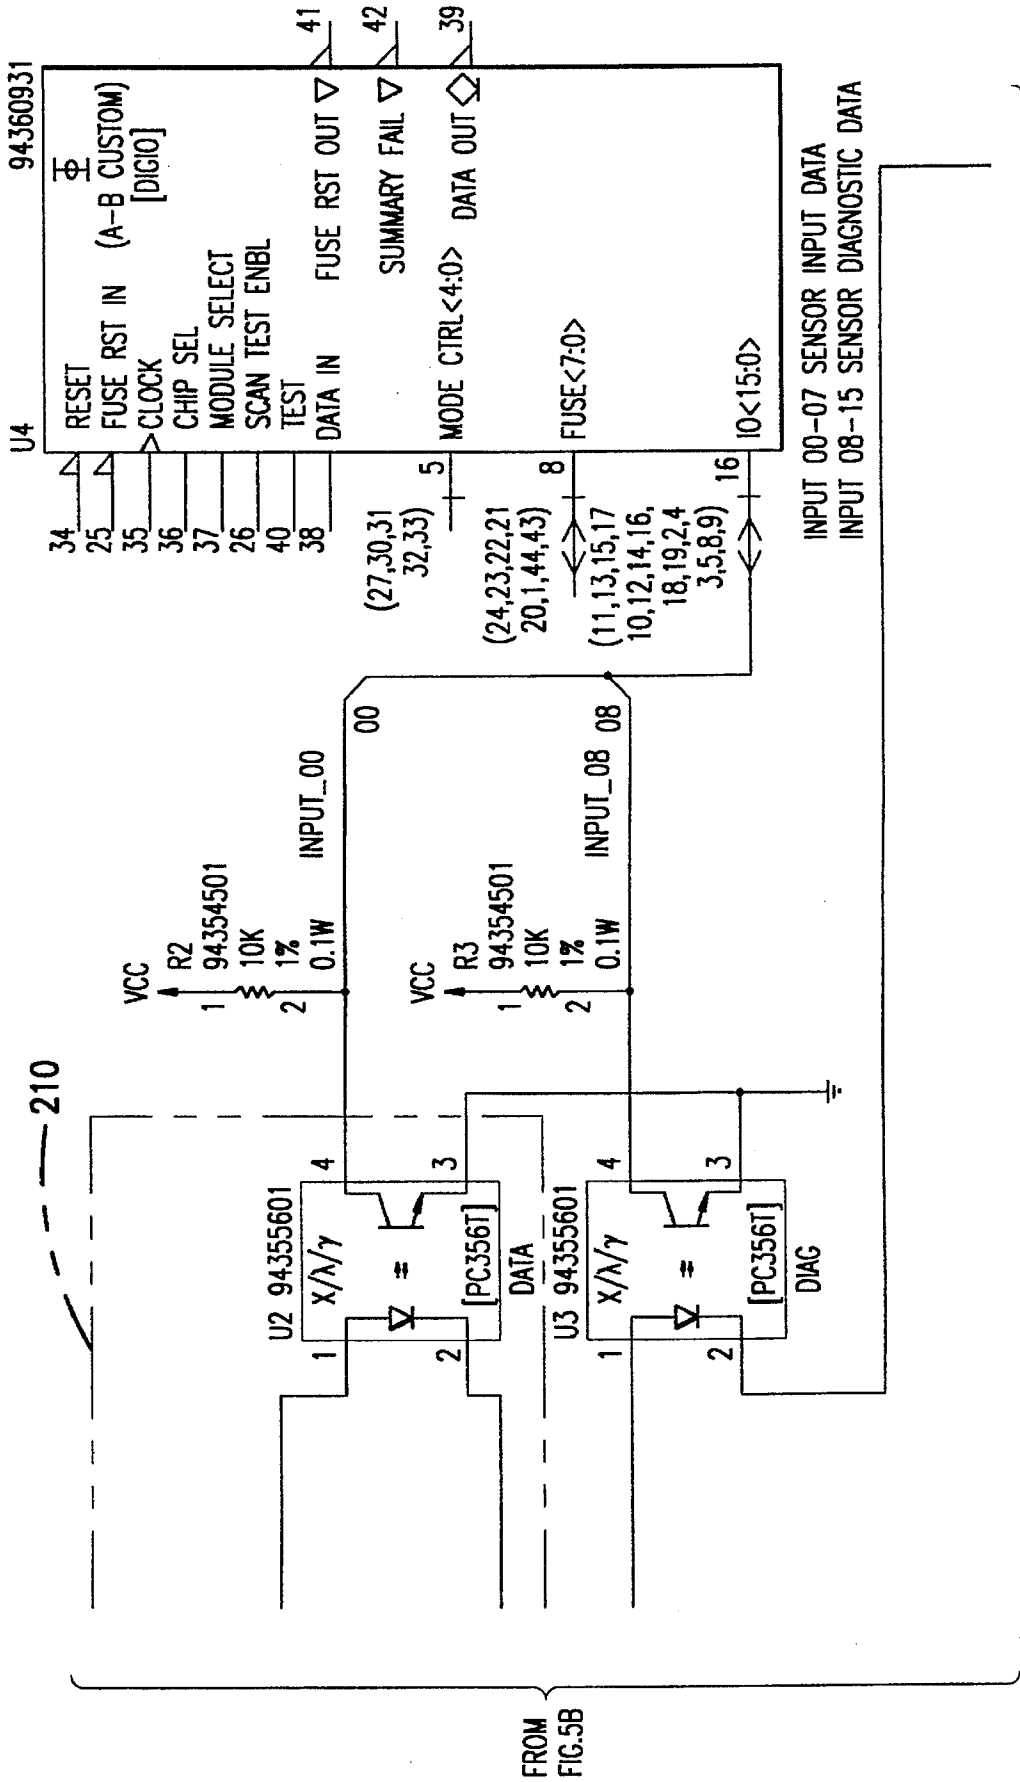 FROM
FIG.5B
210
U2 94355601
X/λ/γ
1
2
4
3
[PC356T]
DATA
U3 94355601
X/λ/γ
1
2
4
3
[PC356T]
DIAG
VCC
1
2
R2
94354501
10K
1%
0.1W
VCC
1
2
R3
94354501
10K
1%
0.1W
INPUT_00
00
INPUT_08
08
U4
94360931
Φ
(A-B CUSTOM)
[DIGIO]
34 RESET
25 FUSE RST IN
35 CLOCK
36 CHIP SEL
37 MODULE SELECT
26 SCAN TEST ENBL
40 TEST
38 DATA IN
FUSE RST OUT 41
SUMMARY FAIL 42
DATA OUT 39
(27,30,31
32,33)
5
MODE CTRL<4:0>
(24,23,22,21
20,1,44,43)
8
FUSE<7:0>
(11,13,15,17
10,12,14,16,
18,19,2,4
3,5,8,9)
16
IO<15:0>
INPUT 00-07 SENSOR INPUT DATA
INPUT 08-15 SENSOR DIAGNOSTIC DATA